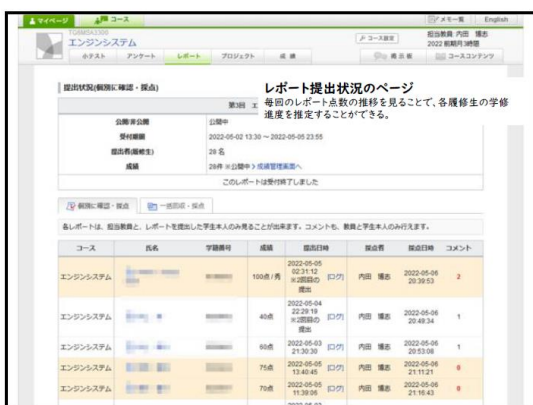 マイページ
コース
メモ一覧
English
TG9M5K3300
エンジンシステム
コース設定
担当教員 内田 博志
2022 前期月3時限
小テスト
アンケート
レポート
プロジェクト
成績
掲示板
コースコンテンツ
提出状況(個別に確認・採点)
レポート提出状況のページ
毎回のレポート点数の推移を見ることで、各履修生の学修
進度を推定することができる。
第3回 エ
公開/非公開 公開中
受付期間 2022-05-02 13:30 ~ 2022-05-05 23:55
提出者(履修生) 28 名
成績 28件 ※公開中 > 成績管理画面へ
このレポートは受付終了しました
個別に確認・採点
一括回収・採点
各レポートは、担当教員と、レポートを提出した学生本人のみ見ることが出来ます。コメントも、教員と学生本人のみ行えます。
コース 氏名 学籍番号 成績 提出日時 採点者 採点日時 コメント
エンジンシステム 100点 / 秀 2022-05-05 02:31:12 ※2回目の提出 [ログ] 内田 博志 2022-05-06 20:39:53 2
エンジンシステム 40点 2022-05-04 22:29:19 ※2回目の提出 [ログ] 内田 博志 2022-05-06 20:49:34 1
エンジンシステム 60点 2022-05-03 21:30:30 [ログ] 内田 博志 2022-05-06 20:53:08 1
エンジンシステム 75点 2022-05-05 13:40:45 [ログ] 内田 博志 2022-05-06 21:11:21 0
エンジンシステム 70点 2022-05-05 11:39:06 [ログ] 内田 博志 2022-05-06 21:16:43 0